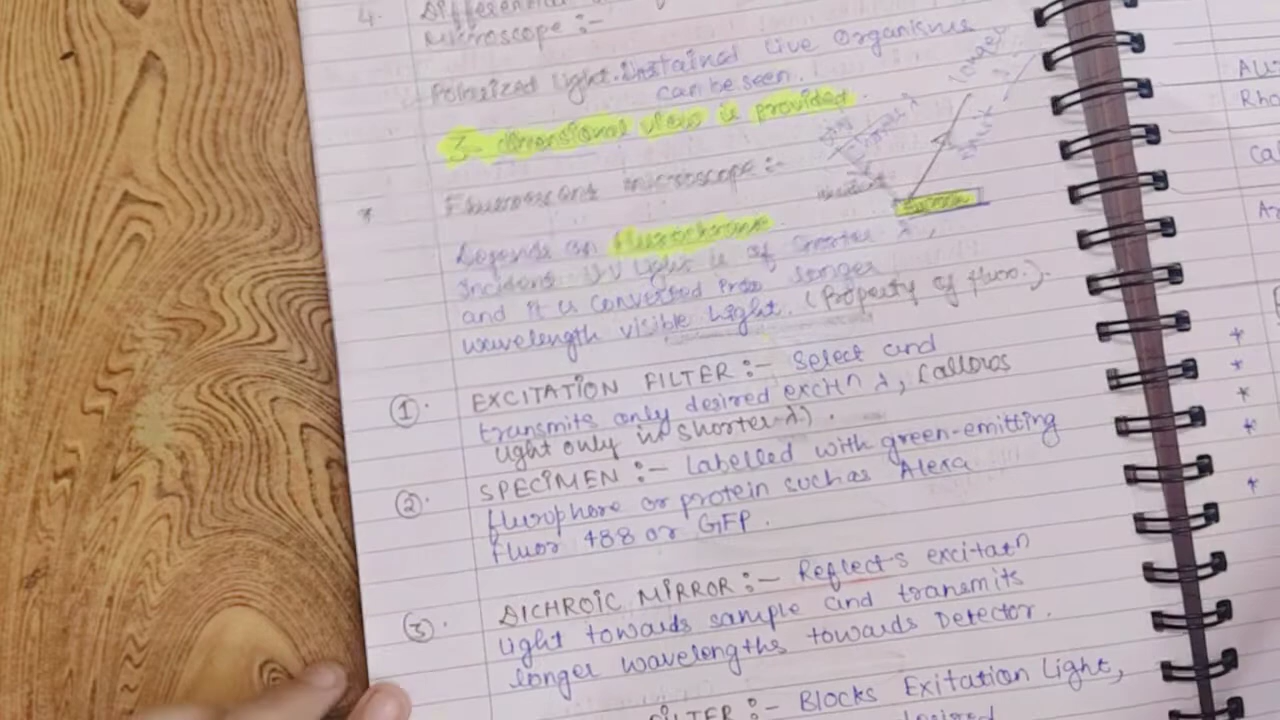 4. Differential
Microscope :-
Polarized Light. Unstained live organisms
can be seen.
3-dimensional view is provided.
Fluorescent microscope :-
Depends on fluorochrome
Incident UV Light is of shorter λ,
and it is converted into longer
wavelength visible light. (Property of fluro.).
①. EXCITATION FILTER :- Select and
transmits only desired excitⁿ λ, (allows
light only in shorter λ).
②. SPECIMEN :- Labelled with green-emitting
flurophore or protein such as Alexa
fluor 488 or GFP.
③. DICHROIC MIRROR :- Reflects excitatⁿ
light towards sample and transmits
longer wavelengths towards Detector.
FILTER :- Blocks Exitation Light,